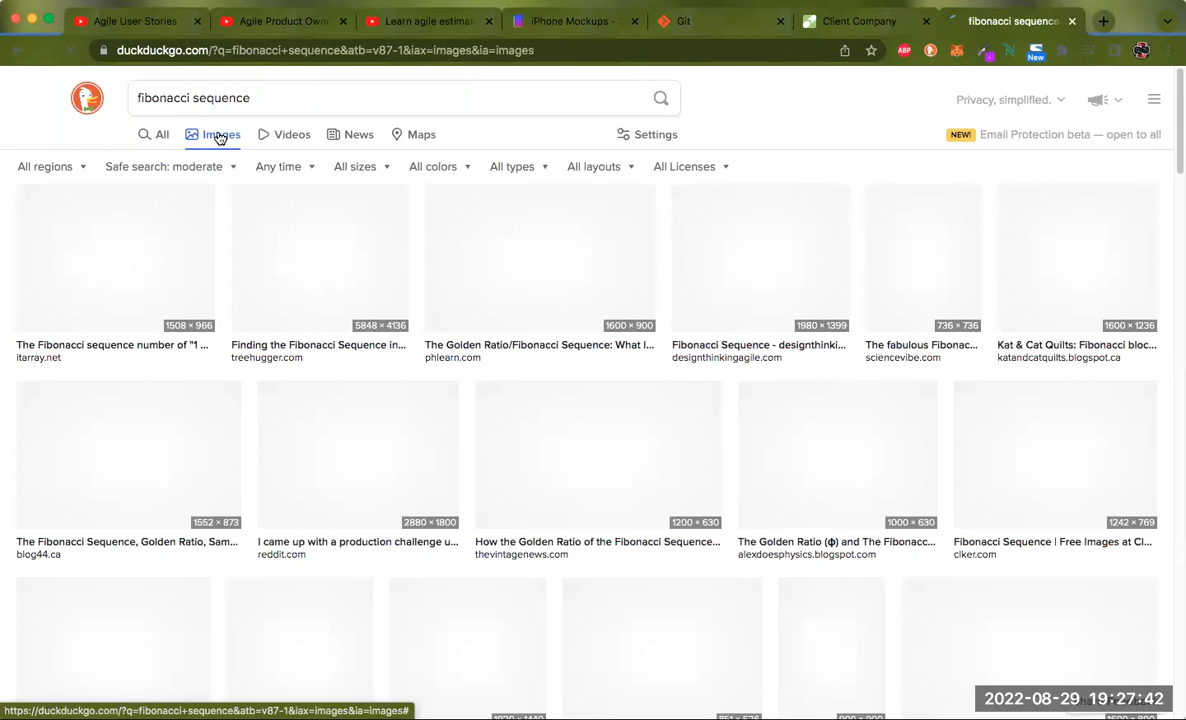 Agile User Stories
Agile Product Own
Learn agile estimat
iPhone Mockups -
Git
Client Company
fibonacci sequence
duckduckgo.com/?q=fibonacci+sequence&atb=v87-1&iax=images&ia=images
ABP
New
fibonacci sequence
Privacy, simplified.
All
Images
Videos
News
Maps
Settings
NEW! Email Protection beta — open to all
All regions
Safe search: moderate
Any time
All sizes
All colors
All types
All layouts
All Licenses
1508 × 966
5848 × 4136
1600 × 900
1980 × 1399
736 × 736
1600 × 1236
The Fibonacci sequence number of "1 ...
Finding the Fibonacci Sequence in...
The Golden Ratio/Fibonacci Sequence: What I...
Fibonacci Sequence - designthinki...
The fabulous Fibonac...
Kat & Cat Quilts: Fibonacci bloc...
itarray.net
treehugger.com
phlearn.com
designthinkingagile.com
sciencevibe.com
katandcatquilts.blogspot.ca
1552 × 873
2880 × 1800
1200 × 630
1000 × 630
1242 × 769
The Fibonacci Sequence, Golden Ratio, Sam...
I came up with a production challenge u...
How the Golden Ratio of the Fibonacci Sequence...
The Golden Ratio (ϕ) and The Fibonacc...
Fibonacci Sequence | Free Images at Cl...
blog44.ca
reddit.com
thevintagenews.com
alexdoesphysics.blogspot.com
clker.com
2022-08-29 19:27:42
https://duckduckgo.com/?q=fibonacci+sequence&atb=v87-1&iax=images&ia=images#